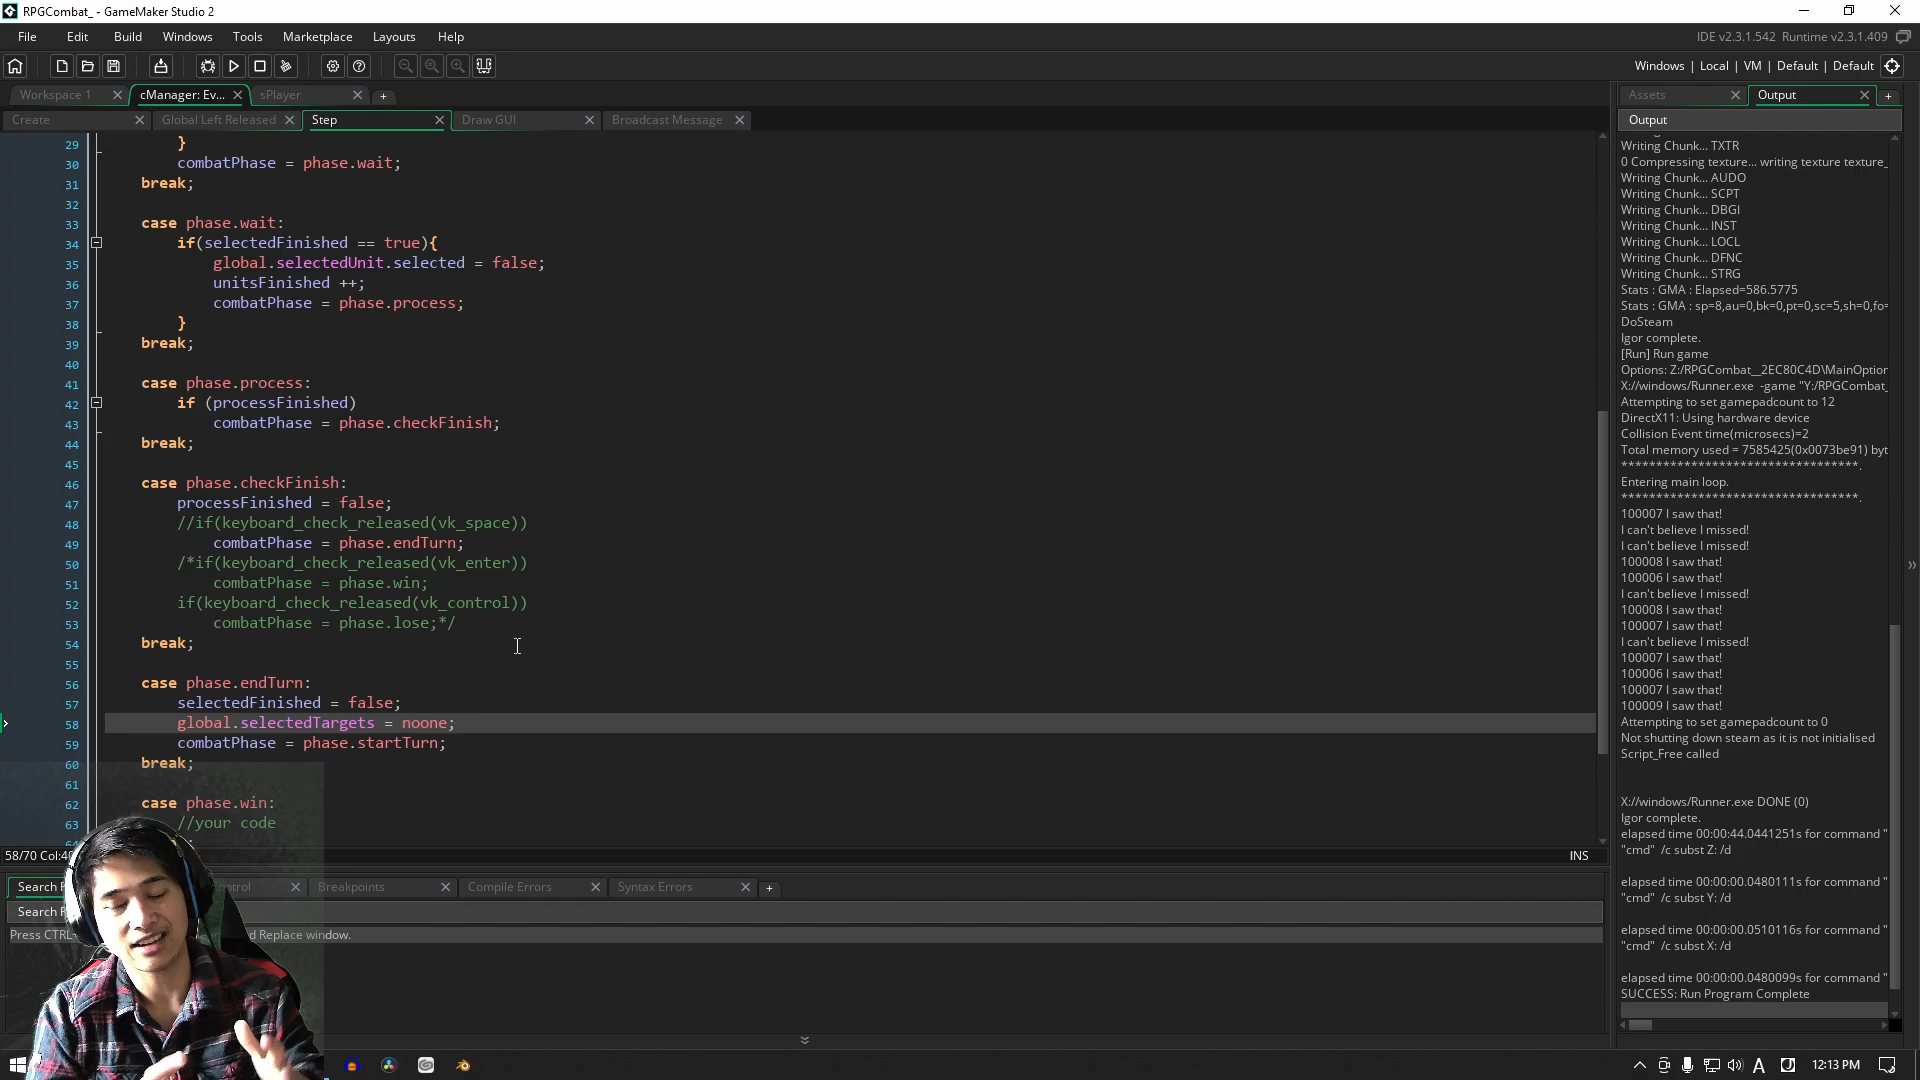 RPGCombat_ - GameMaker Studio 2
File Edit Build Windows Tools Marketplace Layouts Help
IDE v2.3.1.542 Runtime v2.3.1.409
Windows | Local | VM | Default | Default
Workspace 1
cManager: Ev...
sPlayer
Create
Global Left Released
Step
Draw GUI
Broadcast Message
29 }
30 combatPhase = phase.wait;
31 break;
32
33 case phase.wait:
34 if(selectedFinished == true){
35 global.selectedUnit.selected = false;
36 unitsFinished ++;
37 combatPhase = phase.process;
38 }
39 break;
40
41 case phase.process:
42 if (processFinished)
43 combatPhase = phase.checkFinish;
44 break;
45
46 case phase.checkFinish:
47 processFinished = false;
48 //if(keyboard_check_released(vk_space))
49 combatPhase = phase.endTurn;
50 /*if(keyboard_check_released(vk_enter))
51 combatPhase = phase.win;
52 if(keyboard_check_released(vk_control))
53 combatPhase = phase.lose;*/
54 break;
55
56 case phase.endTurn:
57 selectedFinished = false;
58 global.selectedTargets = noone;
59 combatPhase = phase.startTurn;
60 break;
61
62 case phase.win:
63 //your code
58/70 Col:
INS
Search
Breakpoints
Compile Errors
Syntax Errors
Search
Press CTRL
Replace window.
Assets
Output
Output
Writing Chunk... TXTR
0 Compressing texture... writing texture texture_
Writing Chunk... AUDO
Writing Chunk... SCPT
Writing Chunk... DBGI
Writing Chunk... INST
Writing Chunk... LOCL
Writing Chunk... DFNC
Writing Chunk... STRG
Stats : GMA : Elapsed=586.5775
Stats : GMA : sp=8,au=0,bk=0,pt=0,sc=5,sh=0,fo=
DoSteam
Igor complete.
[Run] Run game
Options: Z:/RPGCombat__2EC80C4D\MainOption
X://windows/Runner.exe -game "Y:/RPGCombat_
Attempting to set gamepadcount to 12
DirectX11: Using hardware device
Collision Event time(microsecs)=2
Total memory used = 7585425(0x0073be91) byt
**********************************.
Entering main loop.
**********************************.
100007 I saw that!
I can't believe I missed!
I can't believe I missed!
100008 I saw that!
100006 I saw that!
I can't believe I missed!
100008 I saw that!
100007 I saw that!
I can't believe I missed!
100007 I saw that!
100006 I saw that!
100007 I saw that!
100009 I saw that!
Attempting to set gamepadcount to 0
Not shutting down steam as it is not initialised
Script_Free called
X://windows/Runner.exe DONE (0)
Igor complete.
elapsed time 00:00:44.0441251s for command "
"cmd" /c subst Z: /d
elapsed time 00:00:00.0480111s for command "
"cmd" /c subst Y: /d
elapsed time 00:00:00.0510116s for command "
"cmd" /c subst X: /d
elapsed time 00:00:00.0480099s for command "
SUCCESS: Run Program Complete
A
12:13 PM